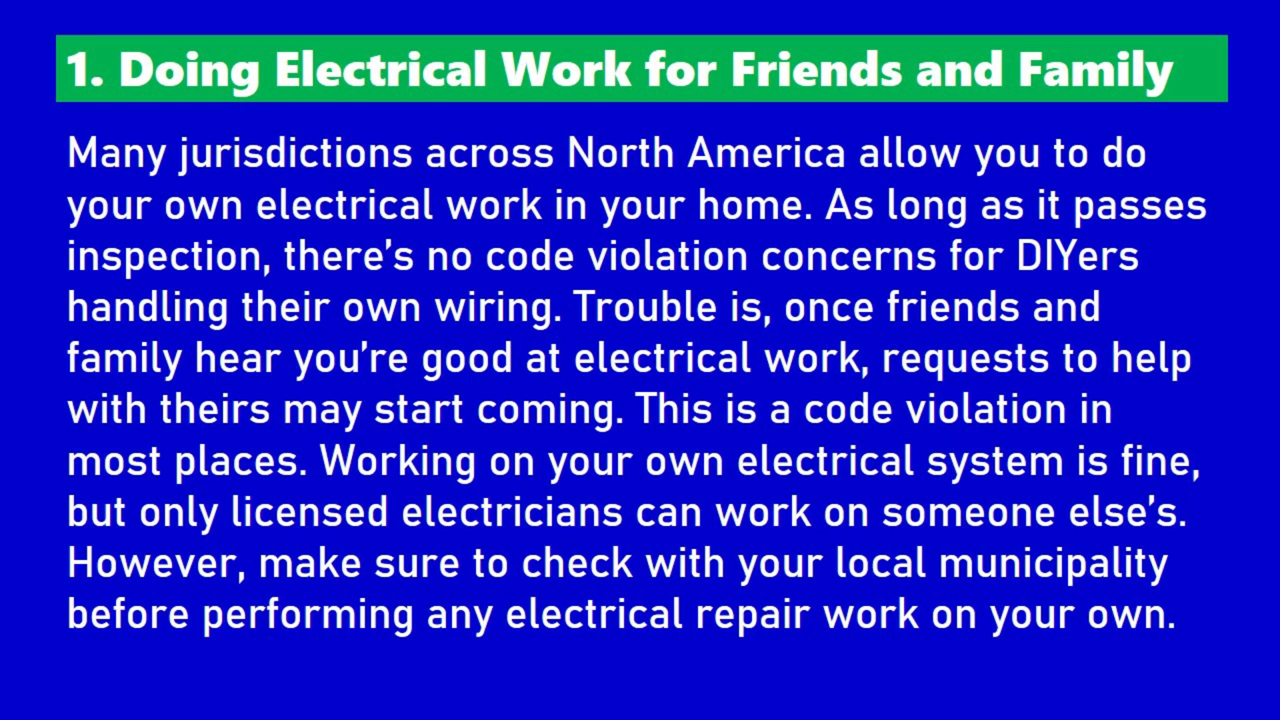 1. Doing Electrical Work for Friends and Family
Many jurisdictions across North America allow you to do
your own electrical work in your home. As long as it passes
inspection, there’s no code violation concerns for DIYers
handling their own wiring. Trouble is, once friends and
family hear you’re good at electrical work, requests to help
with theirs may start coming. This is a code violation in
most places. Working on your own electrical system is fine,
but only licensed electricians can work on someone else’s.
However, make sure to check with your local municipality
before performing any electrical repair work on your own.